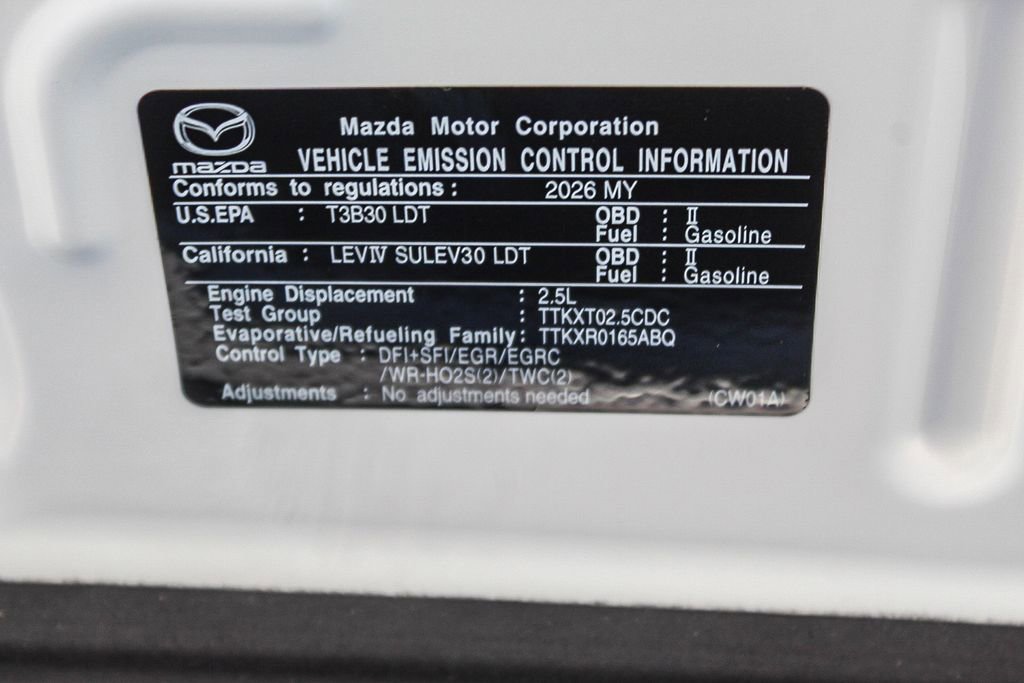 mazda
Mazda Motor Corporation
VEHICLE EMISSION CONTROL INFORMATION
Conforms to regulations : 2026 MY
U.S.EPA : T3B30 LDT OBD : II
Fuel : Gasoline
California : LEVIV SULEV30 LDT OBD : II
Fuel : Gasoline
Engine Displacement : 2.5L
Test Group : TTKXT02.5CDC
Evaporative/Refueling Family: TTKXR0165ABQ
Control Type : DFI+SFI/EGR/EGRC
/WR-HO2S(2)/TWC(2)
Adjustments : No adjustments needed (CW01A)